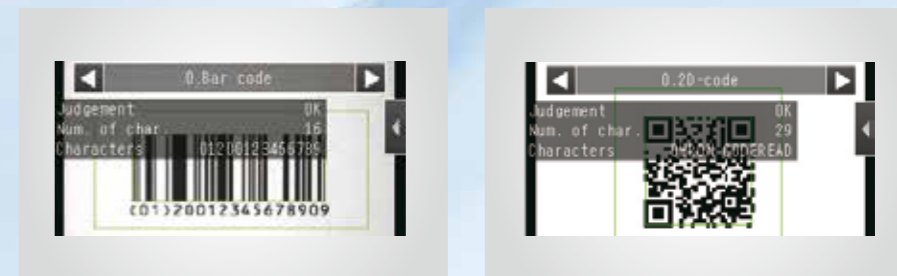 0.Bar code
Judgement OK
Num. of char. 16
Characters
(01)20012345678909
0.2D-code
Judgement OK
Num. of char. 29
Characters OMRON-CODEREAD